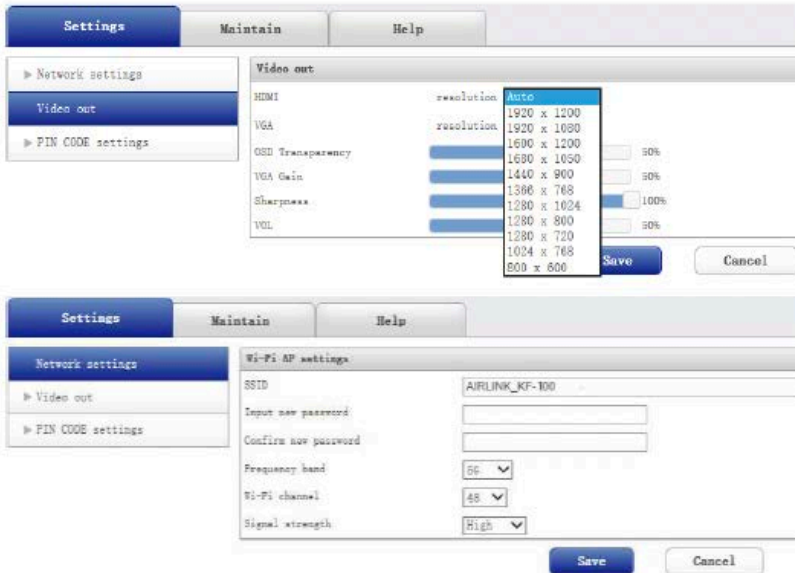 Settings Maintain Help
Network settings
Video out
PIN CODE settings
Video out
HDMI resolution Auto
1920 x 1200
VGA resolution 1920 x 1080
1600 x 1200
1680 x 1050
OSD Transparency 50%
1440 x 900
VGA Gain 50%
1366 x 768
Sharpness 100%
1280 x 1024
1280 x 800
VOL 50%
1280 x 720
1024 x 768
800 x 600
Save Cancel
Settings Maintain Help
Network settings
Video out
PIN CODE settings
Wi-Fi AP settings
SSID AIRLINK_KF-100
Input new password
Confirm new password
Frequency band 5G
Wi-Fi channel 48
Signal strength High
Save Cancel